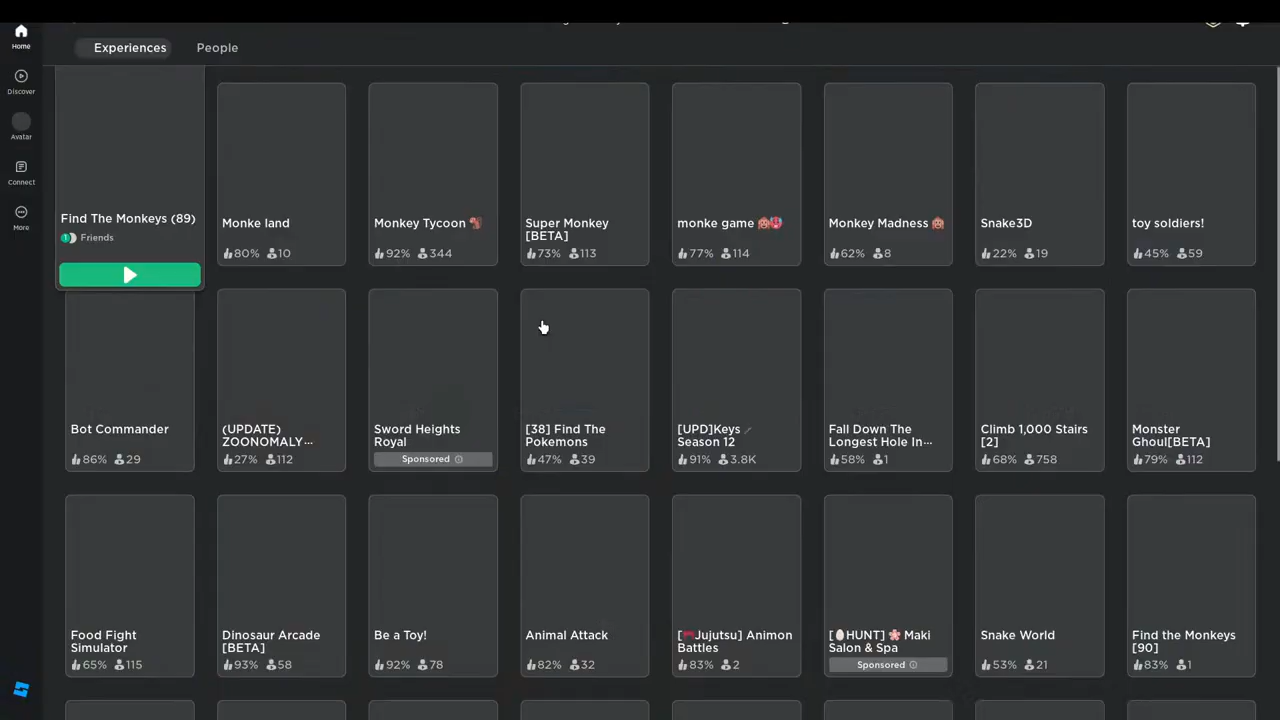 Home
Experiences People
Discover
Avatar
Connect
More
Find The Monkeys (89)
Friends
Monke land
80% 10
Monkey Tycoon 🐒
92% 344
Super Monkey
[BETA]
73% 113
monke game 🙉🥵
77% 114
Monkey Madness 🙉
62% 8
Snake3D
22% 19
toy soldiers!
45% 59
Bot Commander
86% 29
(UPDATE)
ZOONOMALY...
27% 112
Sword Heights
Royal
Sponsored
[38] Find The
Pokemons
47% 39
[UPD]Keys
Season 12
91% 3.8K
Fall Down The
Longest Hole In...
58% 1
Climb 1,000 Stairs
[2]
68% 758
Monster
Ghoul[BETA]
79% 112
Food Fight
Simulator
65% 115
Dinosaur Arcade
[BETA]
93% 58
Be a Toy!
92% 78
Animal Attack
82% 32
[Jujutsu] Animon
Battles
83% 2
[🥚HUNT] 🌸 Maki
Salon & Spa
Sponsored
Snake World
53% 21
Find the Monkeys
[90]
83% 1